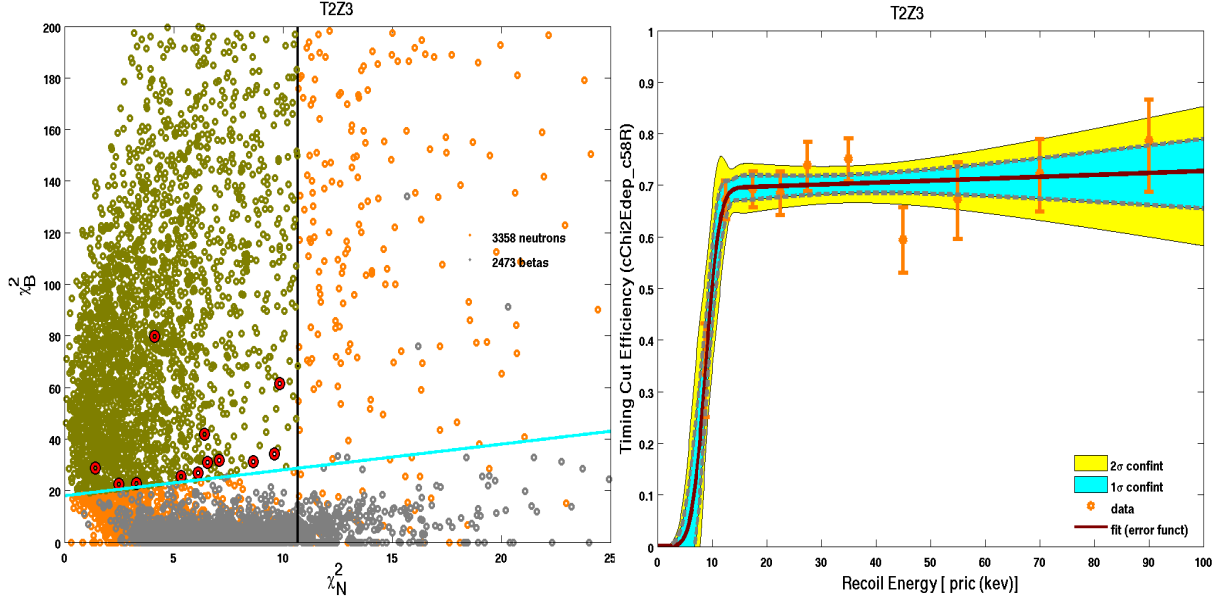 T2Z3
200
180
160
140
120
100
80
60
40
20
0
χ²_B
3358 neutrons
2473 betas
0 5 10 15 20 25
χ²_N
T2Z3
1
0.9
0.8
0.7
0.6
0.5
0.4
0.3
0.2
0.1
0
Timing Cut Efficiency (cChi2Edep_c58R)
2σ confint
1σ confint
data
fit (error funct)
0 10 20 30 40 50 60 70 80 90 100
Recoil Energy [ pric (kev)]